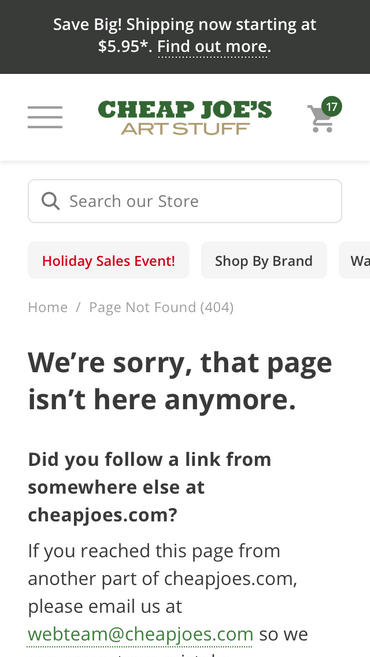 Save Big! Shipping now starting at
$5.95*. Find out more.
CHEAP JOE'S
ART STUFF
17
Search our Store
Holiday Sales Event!
Shop By Brand
Wa
Home / Page Not Found (404)
We’re sorry, that page
isn’t here anymore.
Did you follow a link from
somewhere else at
cheapjoes.com?
If you reached this page from
another part of cheapjoes.com,
please email us at
webteam@cheapjoes.com so we